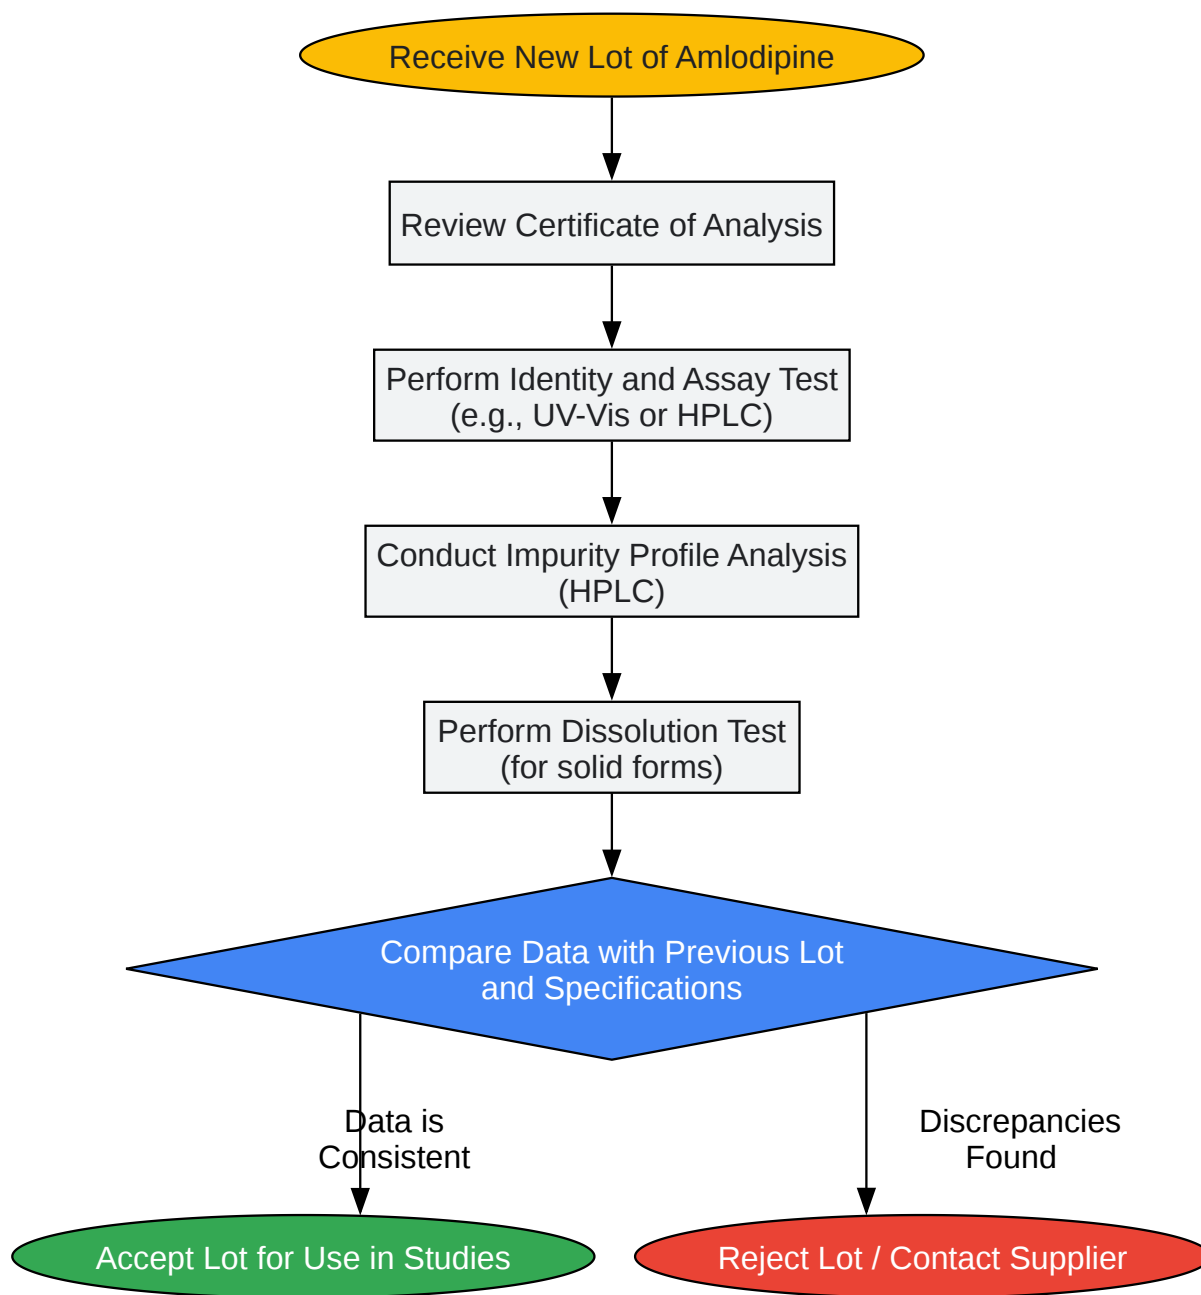 Receive New Lot of Amlodipine
Review Certificate of Analysis
Perform Identity and Assay Test
(e.g., UV-Vis or HPLC)
Conduct Impurity Profile Analysis
(HPLC)
Perform Dissolution Test
(for solid forms)
Compare Data with Previous Lot
and Specifications
Data is
Consistent
Discrepancies
Found
Accept Lot for Use in Studies
Reject Lot / Contact Supplier